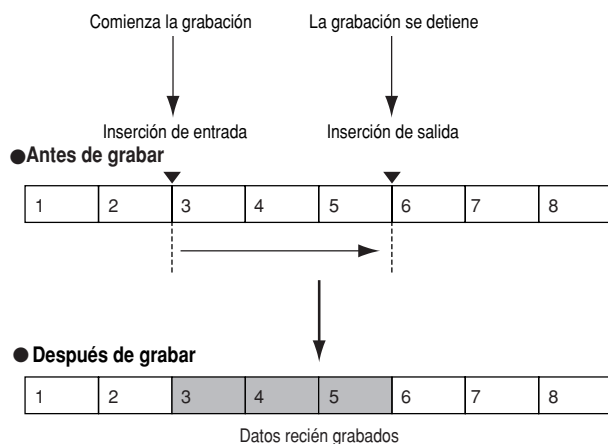 Comienza la grabación La grabación se detiene
Inserción de entrada Inserción de salida
●Antes de grabar
1 2 3 4 5 6 7 8
● Después de grabar
1 2 3 4 5 6 7 8
Datos recién grabados